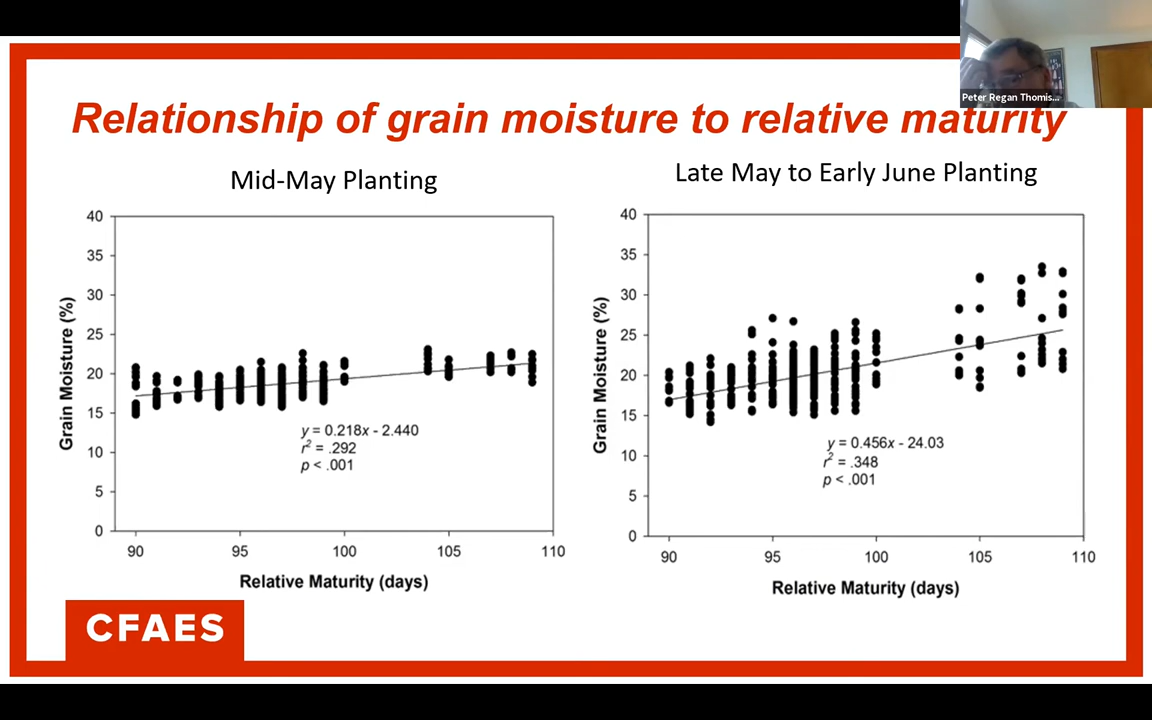 Peter Regan Thomis...
Relationship of grain moisture to relative maturity
Mid-May Planting
40
35
30
25
20
15
10
5
0
Grain Moisture (%)
y = 0.218x - 2.440
r² = .292
p < .001
90 95 100 105 110
Relative Maturity (days)
Late May to Early June Planting
40
35
30
25
20
15
10
5
0
Grain Moisture (%)
y = 0.456x - 24.03
r² = .348
p < .001
90 95 100 105 110
Relative Maturity (days)
CFAES